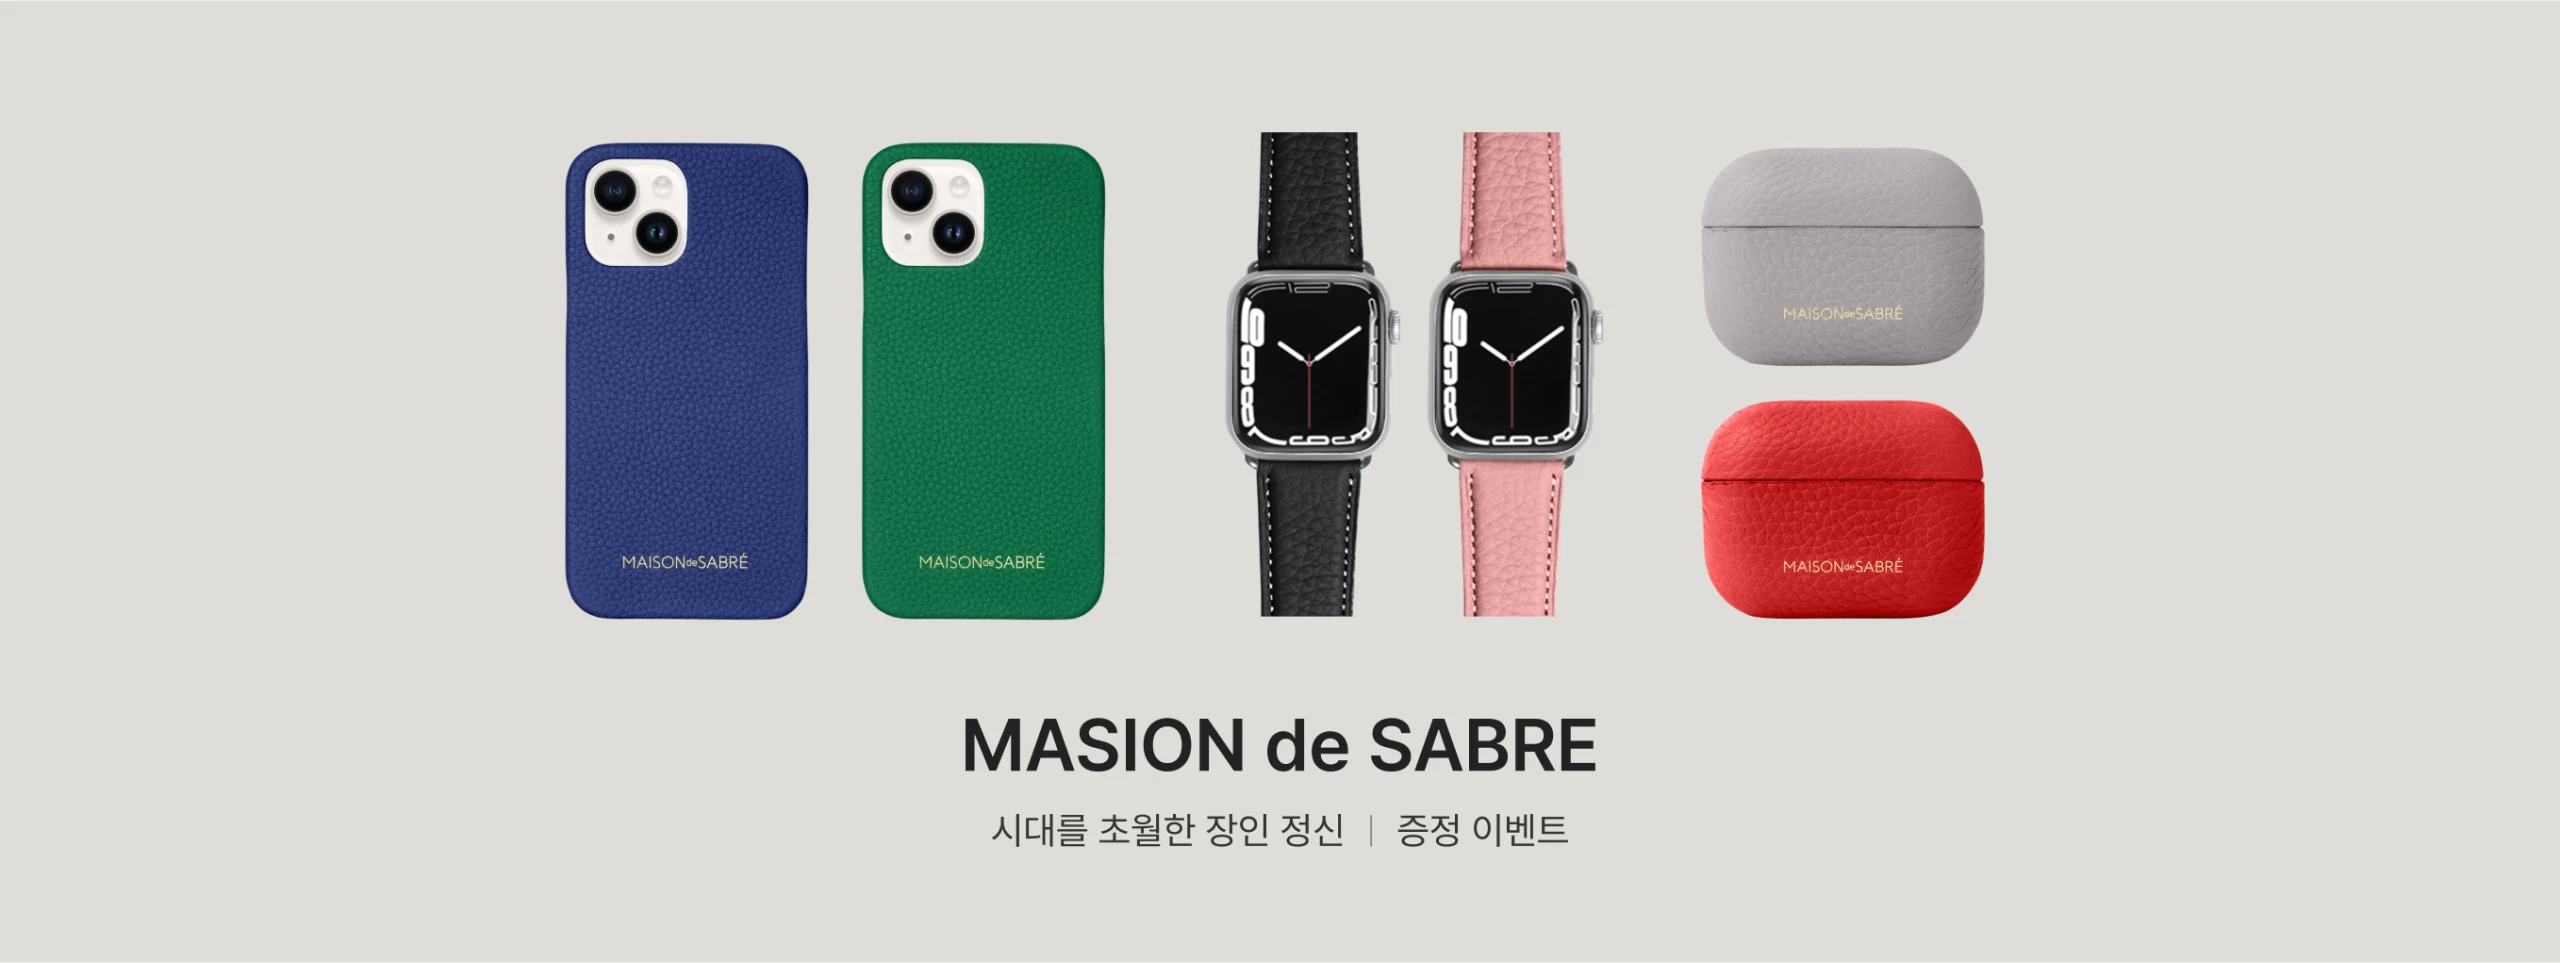 MAISONdeSABRÉ
MAISONdeSABRÉ
MAISONdeSABRÉ
MAISONdeSABRÉ
MASION de SABRE
시대를 초월한 장인 정신 | 증정 이벤트